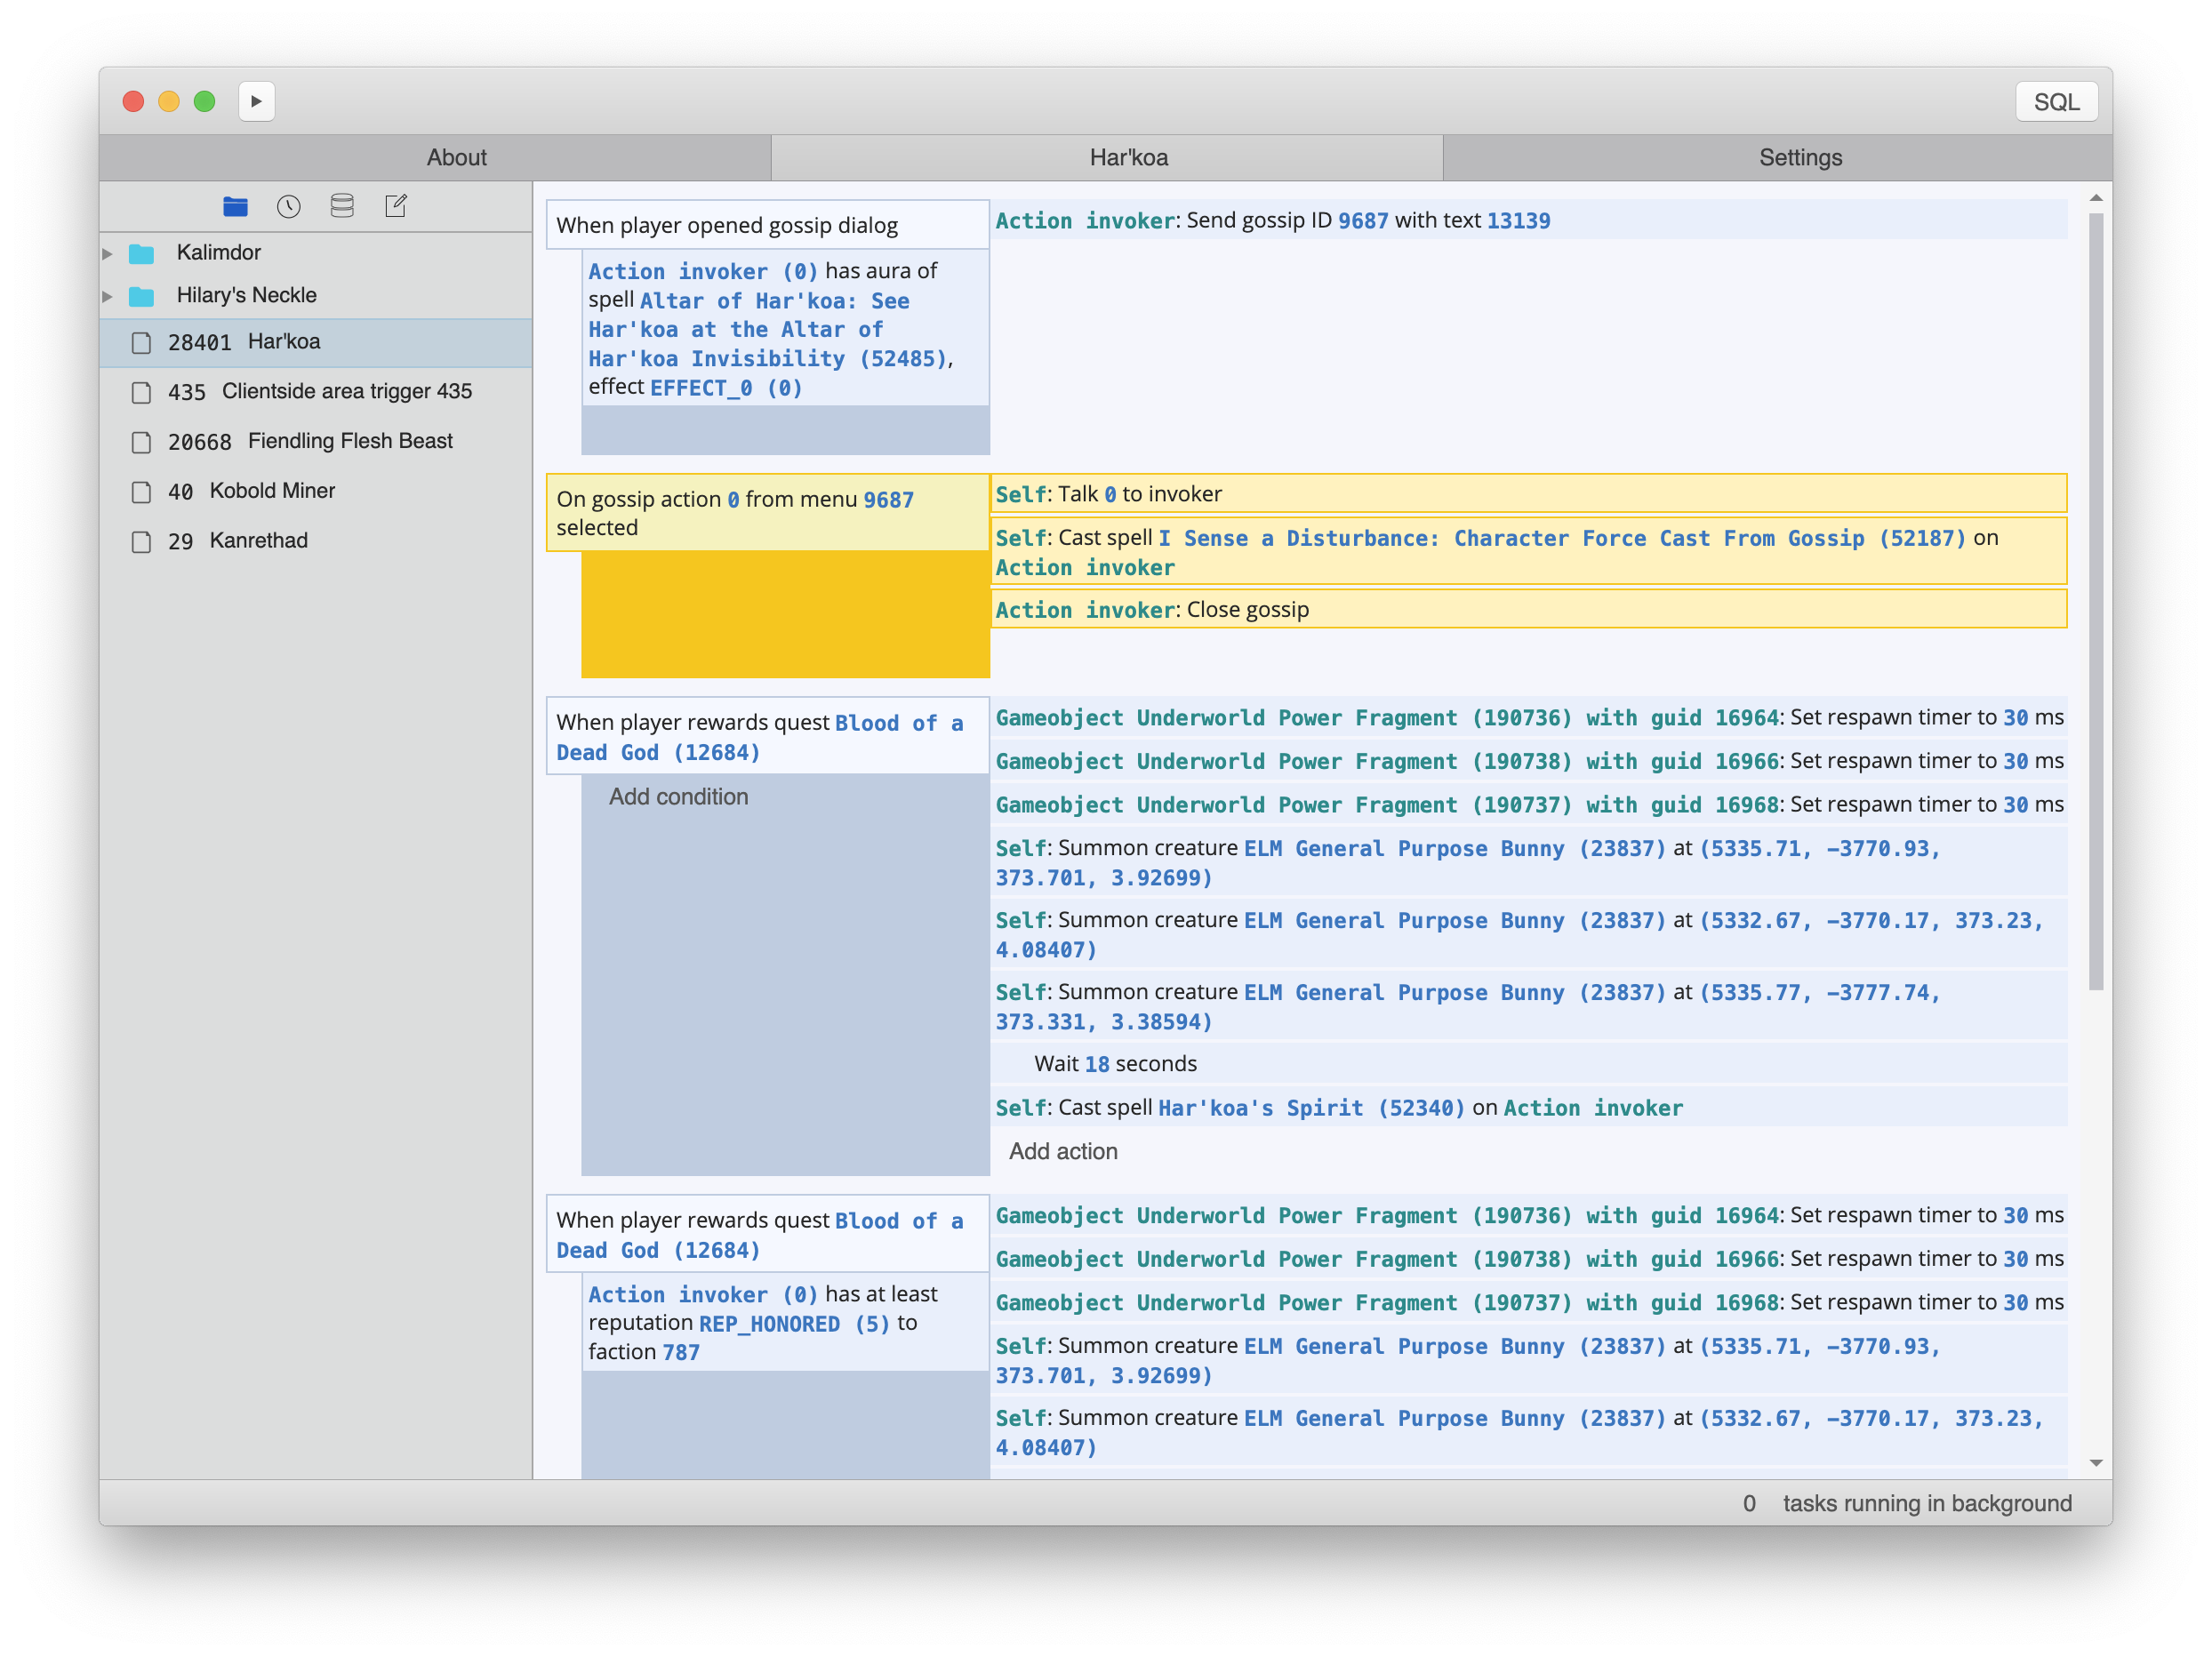 SQL
About
Har'koa
Settings
Kalimdor
Hilary's Neckle
28401 Har'koa
435 Clientside area trigger 435
20668 Fiendling Flesh Beast
40 Kobold Miner
29 Kanrethad
When player opened gossip dialog
Action invoker (0) has aura of
spell Altar of Har'koa: See
Har'koa at the Altar of
Har'koa Invisibility (52485),
effect EFFECT_0 (0)
Action invoker: Send gossip ID 9687 with text 13139
On gossip action 0 from menu 9687
selected
Self: Talk 0 to invoker
Self: Cast spell I Sense a Disturbance: Character Force Cast From Gossip (52187) on
Action invoker
Action invoker: Close gossip
When player rewards quest Blood of a
Dead God (12684)
Add condition
Gameobject Underworld Power Fragment (190736) with guid 16964: Set respawn timer to 30 ms
Gameobject Underworld Power Fragment (190738) with guid 16966: Set respawn timer to 30 ms
Gameobject Underworld Power Fragment (190737) with guid 16968: Set respawn timer to 30 ms
Self: Summon creature ELM General Purpose Bunny (23837) at (5335.71, -3770.93,
373.701, 3.92699)
Self: Summon creature ELM General Purpose Bunny (23837) at (5332.67, -3770.17, 373.23,
4.08407)
Self: Summon creature ELM General Purpose Bunny (23837) at (5335.77, -3777.74,
373.331, 3.38594)
Wait 18 seconds
Self: Cast spell Har'koa's Spirit (52340) on Action invoker
Add action
When player rewards quest Blood of a
Dead God (12684)
Action invoker (0) has at least
reputation REP_HONORED (5) to
faction 787
Gameobject Underworld Power Fragment (190736) with guid 16964: Set respawn timer to 30 ms
Gameobject Underworld Power Fragment (190738) with guid 16966: Set respawn timer to 30 ms
Gameobject Underworld Power Fragment (190737) with guid 16968: Set respawn timer to 30 ms
Self: Summon creature ELM General Purpose Bunny (23837) at (5335.71, -3770.93,
373.701, 3.92699)
Self: Summon creature ELM General Purpose Bunny (23837) at (5332.67, -3770.17, 373.23,
4.08407)
0 tasks running in background